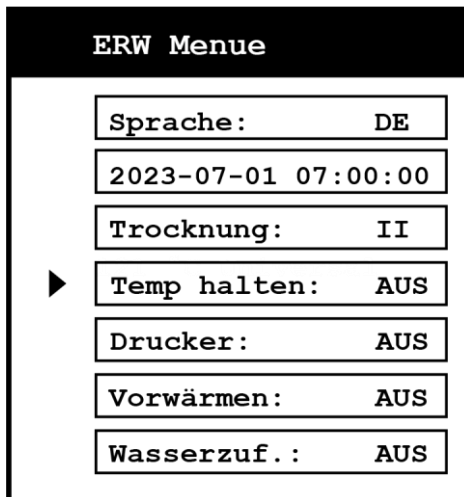 ERW Menue
Sprache: DE
2023-07-01 07:00:00
Trocknung: II
Temp halten: AUS
Drucker: AUS
Vorwärmen: AUS
Wasserzuf.: AUS